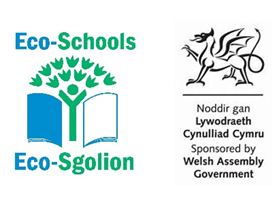 Eco-Schools
Eco-Sgolion
Noddir gan
Lywodraeth
Cynulliad Cymru
Sponsored by
Welsh Assembly
Government